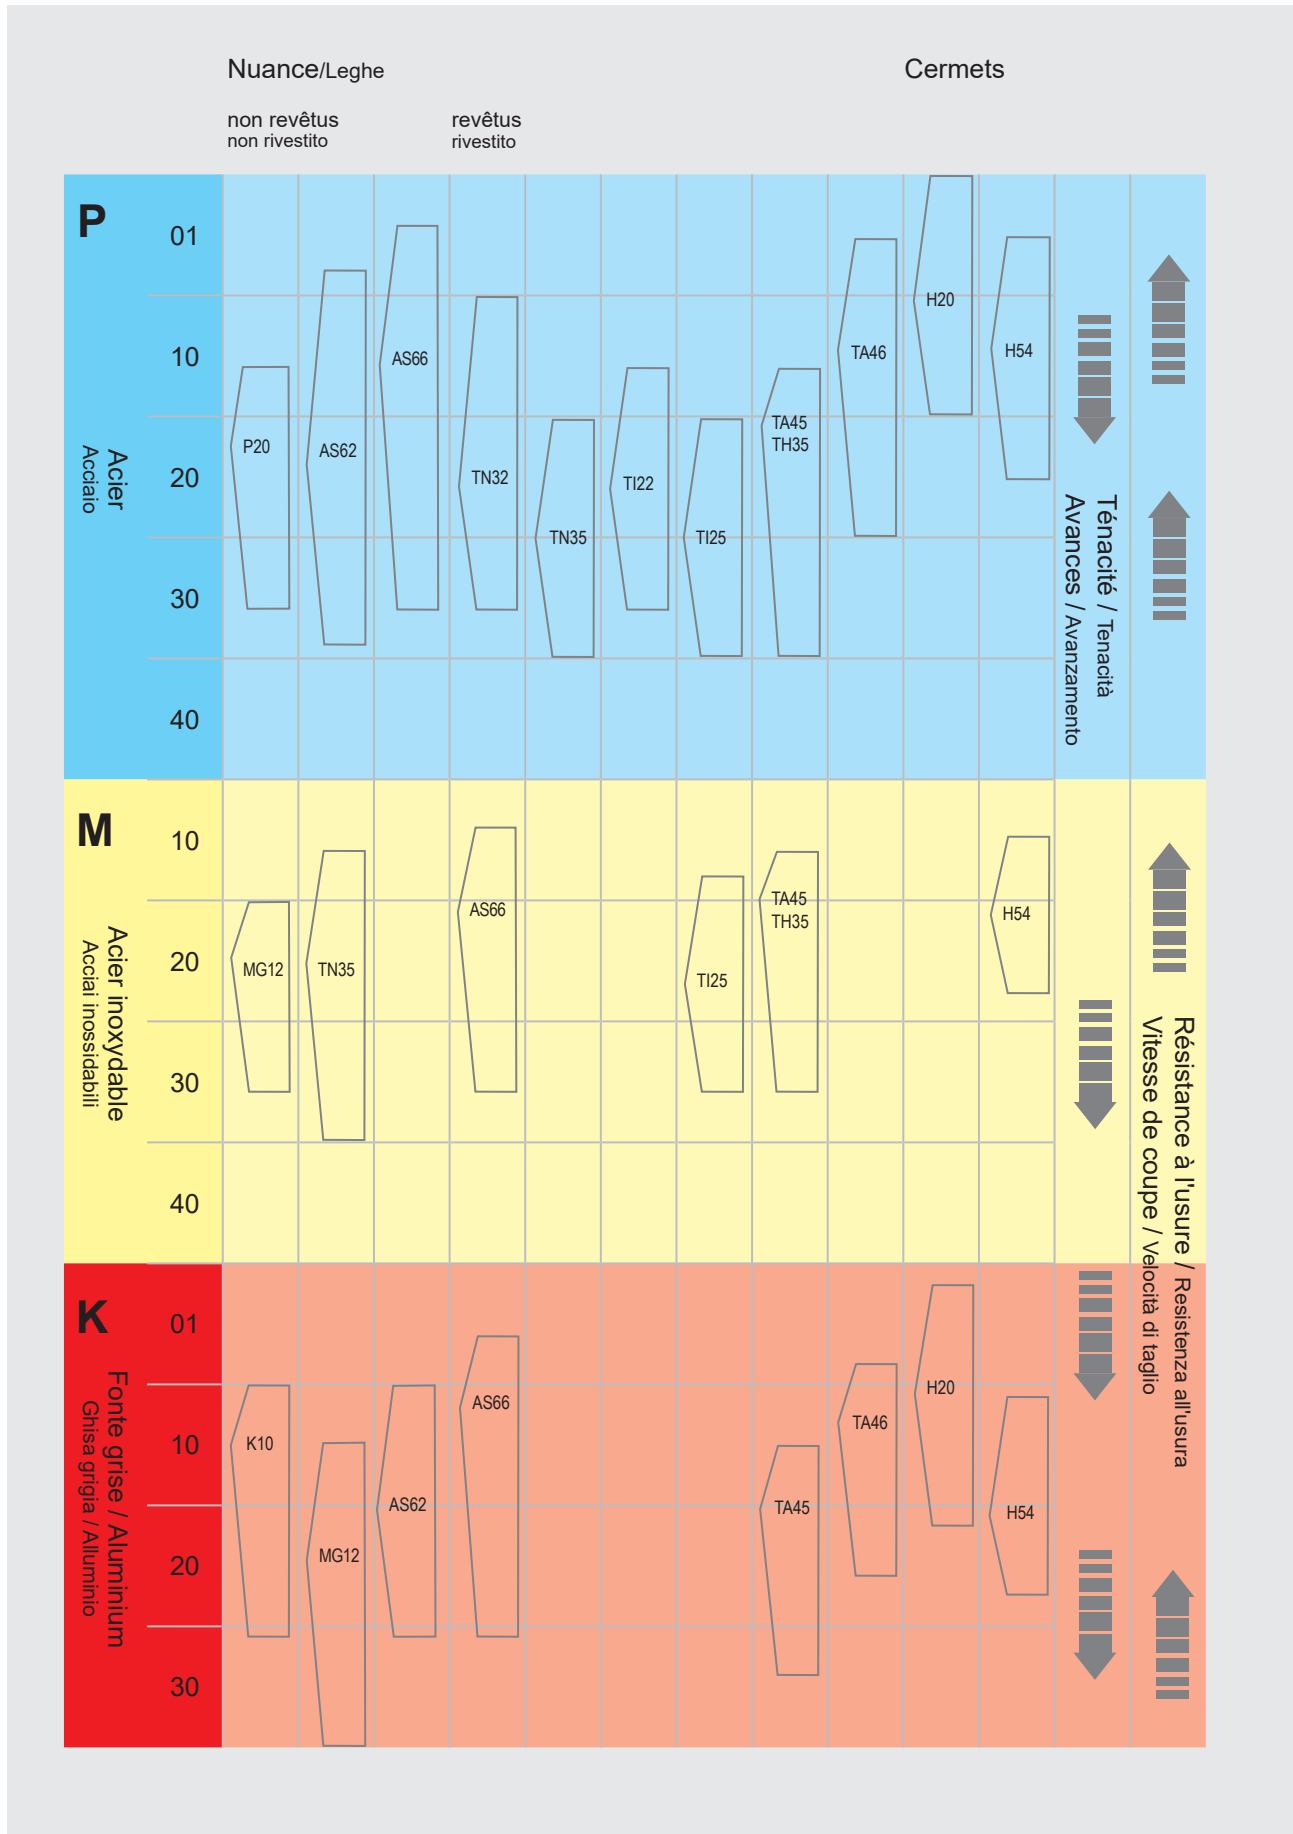 Nuance/Leghe
Cermets
non revêtus
non rivestito
revêtus
rivestito
P
Acier
Acciaio
01
10
20
30
40
P20
AS62
AS66
TN32
TN35
TI22
TI25
TA45
TH35
TA46
H20
H54
Ténacité / Tenacità
Avances / Avanzamento
M
Acier inoxydable
Acciai inossidabili
10
20
30
40
MG12
TN35
AS66
TI25
TA45
TH35
H54
Résistance à l'usure / Resistenza all'usura
Vitesse de coupe / Velocità di taglio
K
Fonte grise / Aluminium
Ghisa grigia / Alluminio
01
10
20
30
K10
MG12
AS62
AS66
TA45
TA46
H20
H54